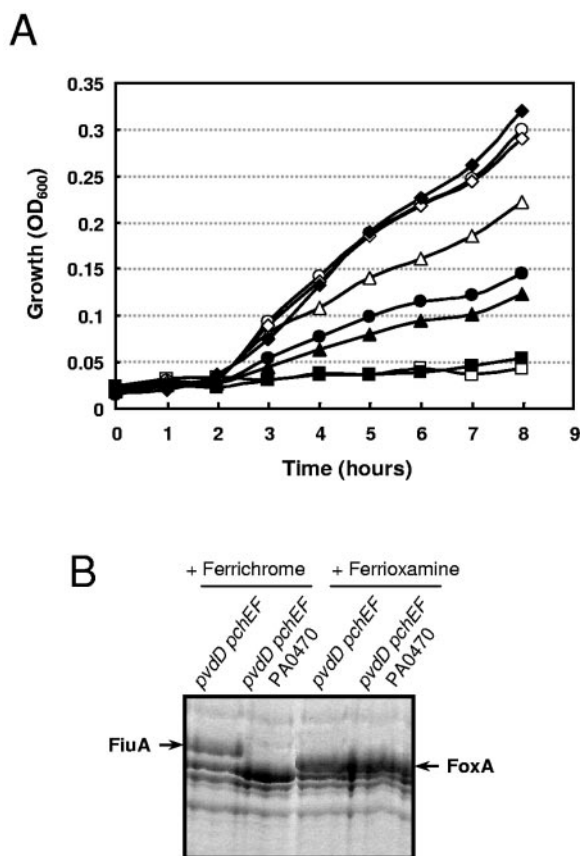 A
0.35
0.3
0.25
0.2
0.15
0.1
0.05
0
Growth (OD600)
0 1 2 3 4 5 6 7 8 9
Time (hours)
B
+ Ferrichrome + Ferrioxamine
pvdD pchEF
pvdD pchEF
PA0470
pvdD pchEF
pvdD pchEF
PA0470
FiuA
FoxA